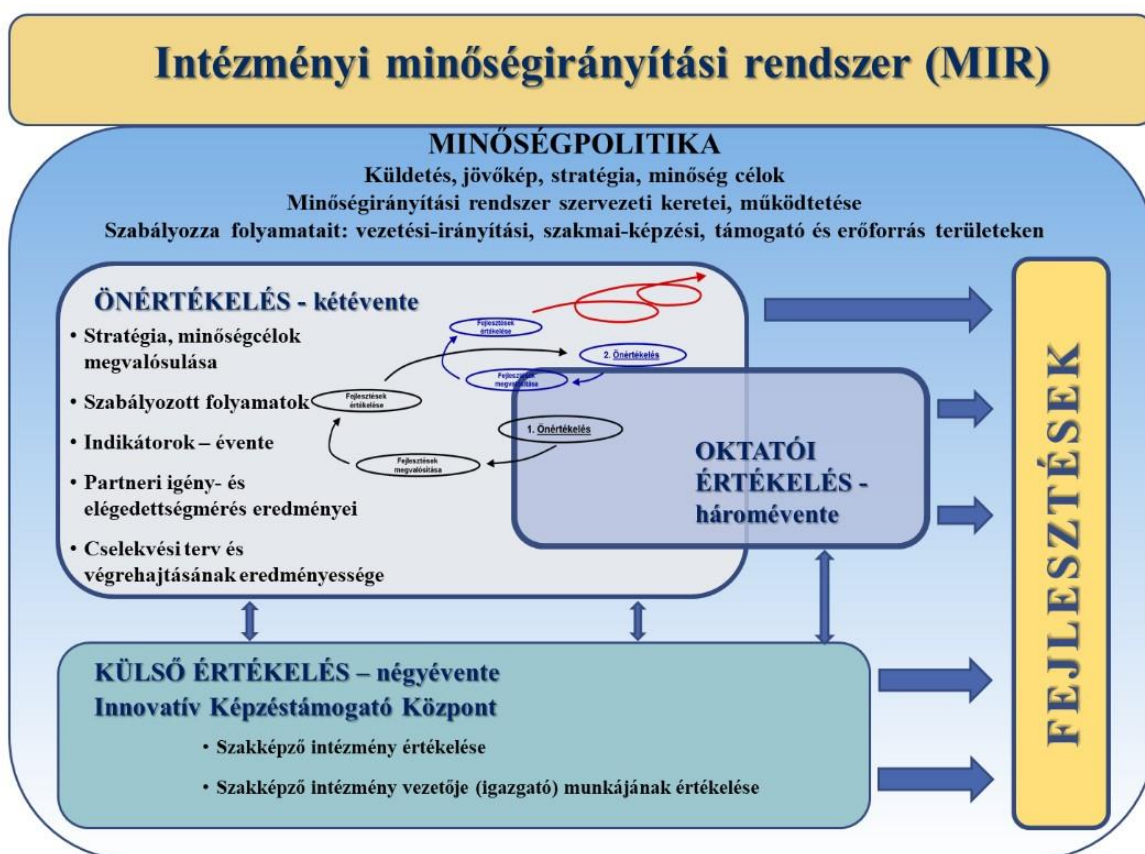 Intézményi minőségirányítási rendszer (MIR)
MINŐSÉGPOLITIKA
Küldetés, jövőkép, stratégia, minőség célok
Minőségirányítási rendszer szervezeti keretei, működtetése
Szabályozza folyamatait: vezetési-irányítási, szakmai-képzési, támogató és erőforrás területeken
ÖNÉRTÉKELÉS - kétévente
• Stratégia, minőségcélok
megvalósulása
• Szabályozott folyamatok
• Indikátorok – évente
• Partneri igény- és
elégedettségmérés eredményei
• Cselekvési terv és
végrehajtásának eredményessége
Fejlesztések
értékelése
2. Önértékelés
Fejlesztések
megvalósítása
Fejlesztések
értékelése
1. Önértékelés
Fejlesztések
megvalósítása
OKTATÓI
ÉRTÉKELÉS -
háromévente
KÜLSŐ ÉRTÉKELÉS – négyévente
Innovatív Képzéstámogató Központ
• Szakképző intézmény értékelése
• Szakképző intézmény vezetője (igazgató) munkájának értékelése
FEJLESZTÉSEK